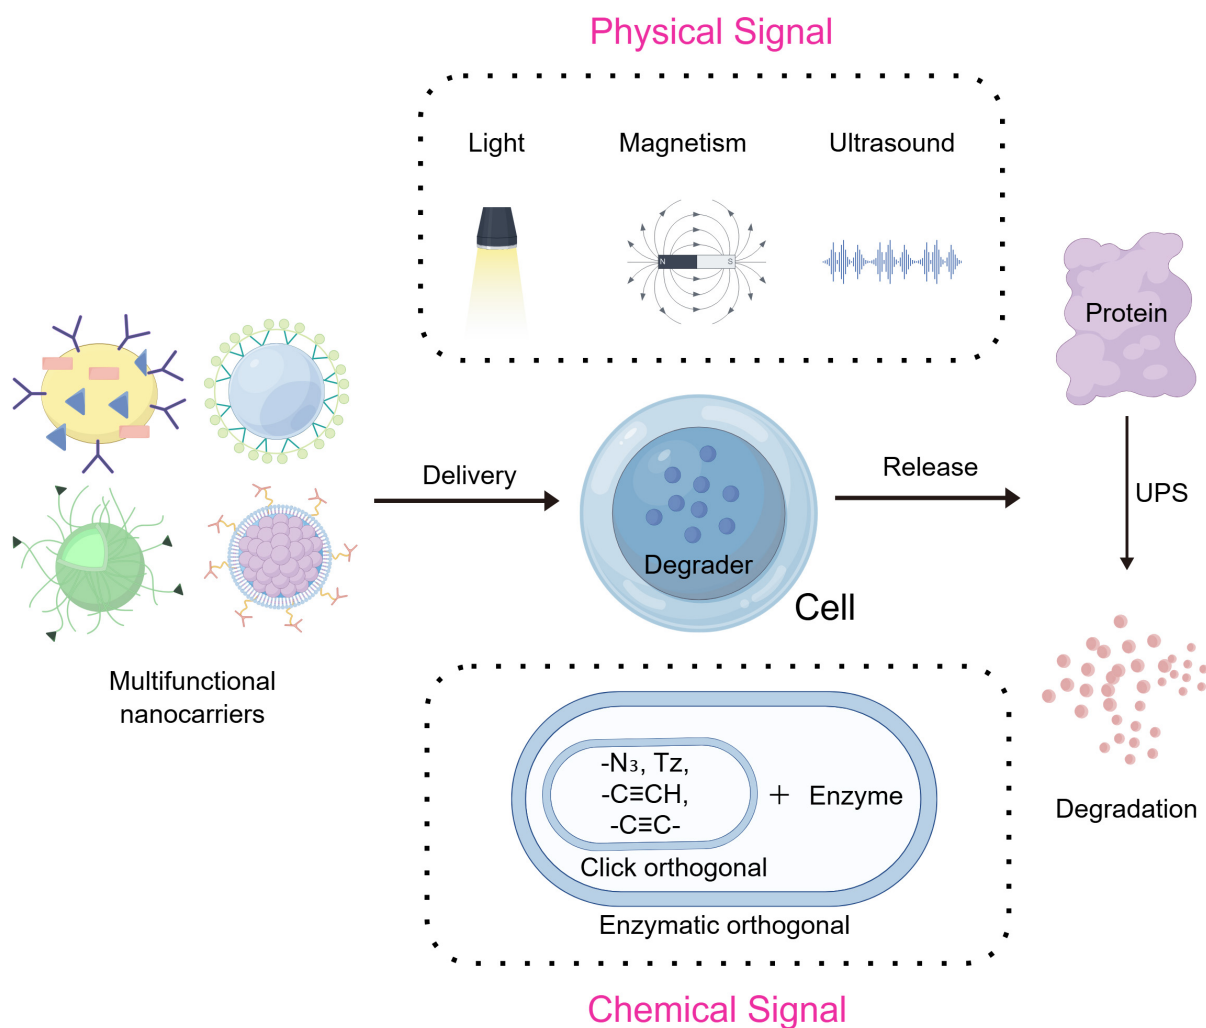 Physical Signal
Light
Magnetism
Ultrasound
N
S
Protein
Delivery
Release
UPS
Degrader
Cell
Multifunctional
nanocarriers
-N₃, Tz,
-C≡CH,
-C≡C-
+ Enzyme
Click orthogonal
Enzymatic orthogonal
Degradation
Chemical Signal